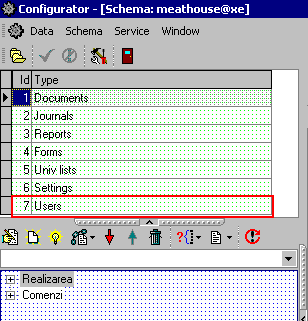 Configurator - [Schema: meathouse@xe]
Data Schema Service Window
Id Type
1 Documents
2 Journals
3 Reports
4 Forms
5 Univ lists
6 Settings
7 Users
Realizarea
Comenzi